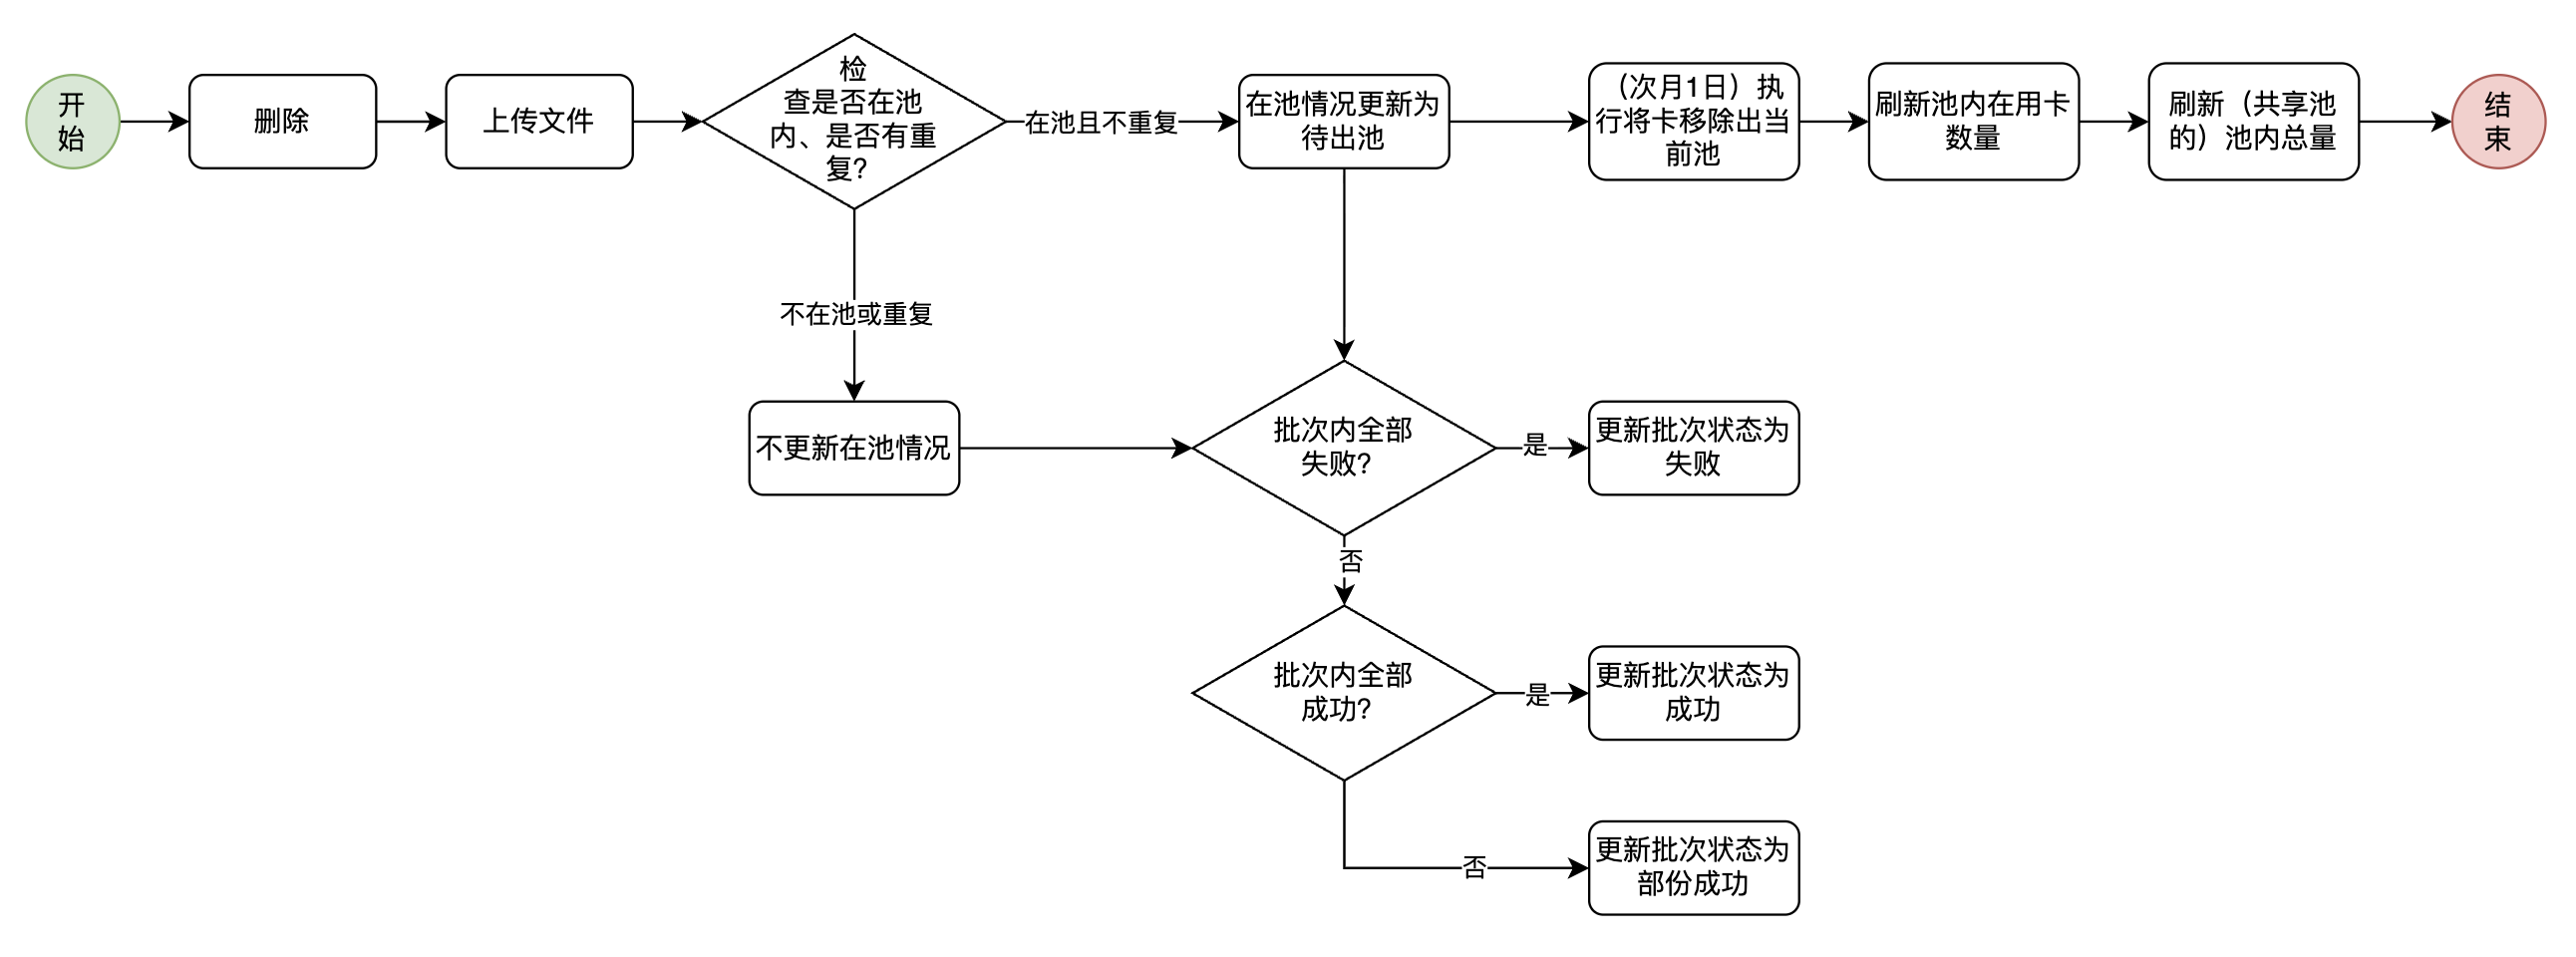 开
始
删除
上传文件
检
查是否在池
内、是否有重
复?
在池且不重复
在池情况更新为
待出池
（次月1日）执
行将卡移除出当
前池
刷新池内在用卡
数量
刷新（共享池
的）池内总量
结
束
不在池或重复
不更新在池情况
批次内全部
失败?
是
更新批次状态为
失败
否
批次内全部
成功?
是
更新批次状态为
成功
否
更新批次状态为
部份成功